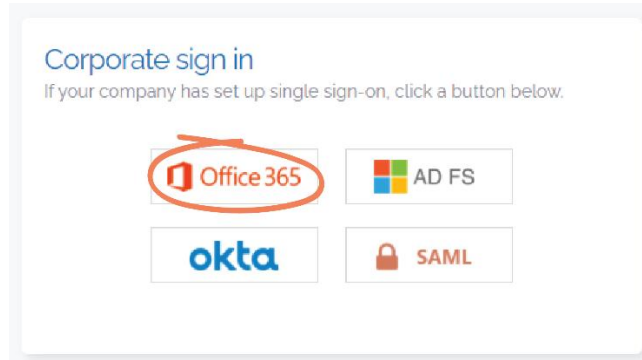 Corporate sign in
If your company has set up single sign-on, click a button below.
Office 365
AD FS
okta
SAML